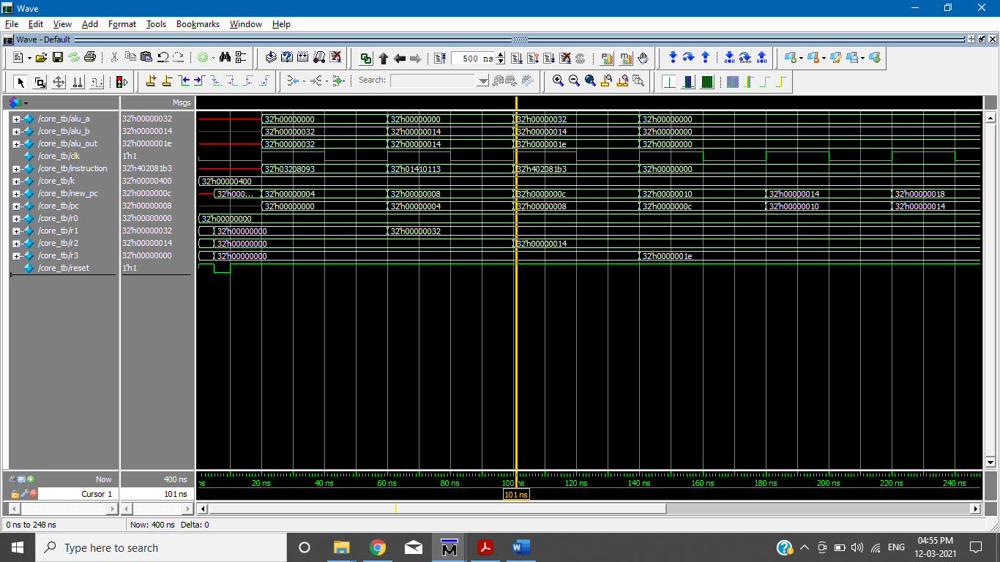 Wave
File Edit View Add Format Tools Bookmarks Window Help
Wave - Default
500 ns
Search:
Msgs
/core_tb/alu_a 32'h00000032 32'h00000000 32'h00000000 32'h00000032 32'h00000000
/core_tb/alu_b 32'h00000014 32'h00000032 32'h00000014 32'h00000014 32'h00000000
/core_tb/alu_out 32'h0000001e 32'h00000032 32'h00000014 32'h0000001e 32'h00000000
/core_tb/clk 1'h1
/core_tb/instruction 32'h402081b3 32'h03208093 32'h01410113 32'h402081b3 32'h00000000
/core_tb/k 32'h00000400 32'h00000400
/core_tb/new_pc 32'h0000000c 32'h000... 32'h00000004 32'h00000008 32'h0000000c 32'h00000010 32'h00000014 32'h00000018
/core_tb/pc 32'h00000008 32'h00000000 32'h00000004 32'h00000008 32'h0000000c 32'h00000010 32'h00000014
/core_tb/r0 32'h00000000 32'h00000000
/core_tb/r1 32'h00000032 32'h00000000 32'h00000032
/core_tb/r2 32'h00000014 32'h00000000 32'h00000014
/core_tb/r3 32'h00000000 32'h00000000 32'h0000001e
/core_tb/reset 1'h1
Now 400 ns ns 20 ns 40 ns 60 ns 80 ns 100 ns 120 ns 140 ns 160 ns 180 ns 200 ns 220 ns 240 ns
Cursor 1 101 ns 101 ns
0 ns to 248 ns Now: 400 ns Delta: 0
Type here to search
ENG
04:55 PM
12-03-2021